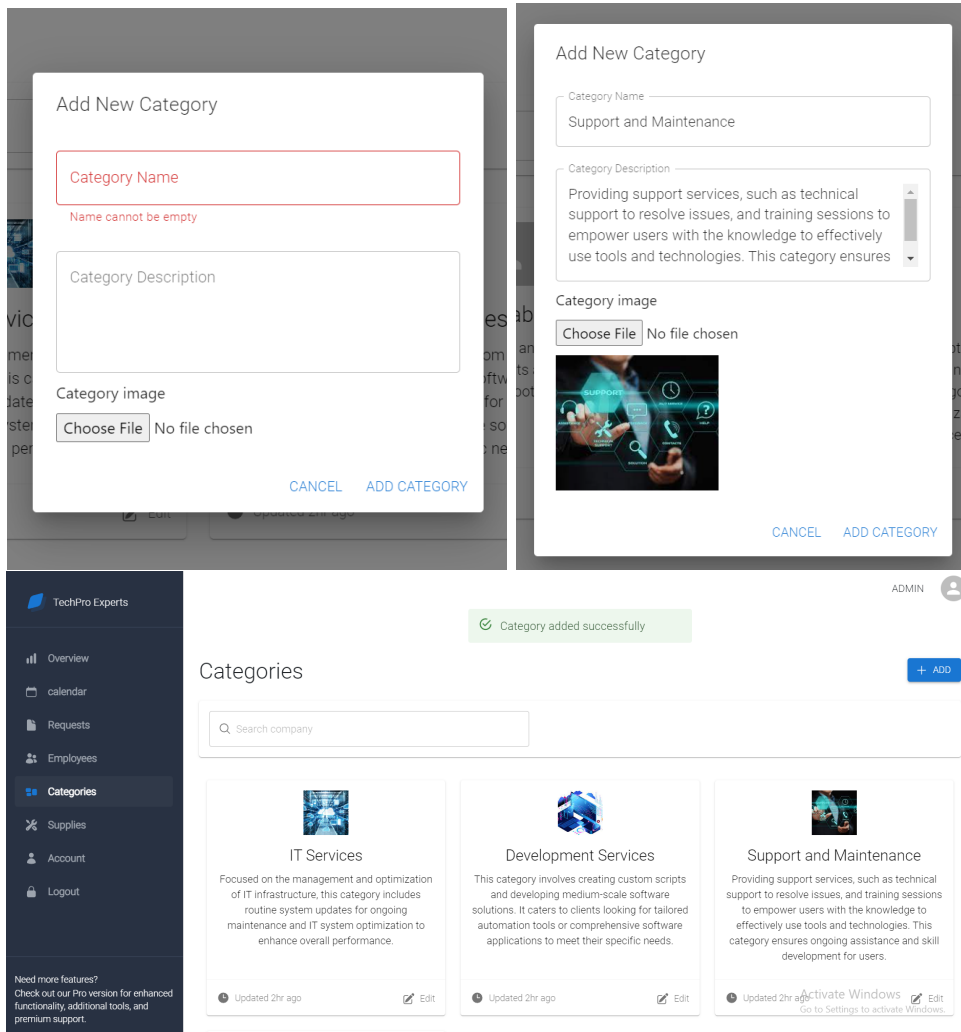 Add New Category
Category Name
Name cannot be empty
Category Description
Category image
Choose File No file chosen
CANCEL ADD CATEGORY
Edit
Updated 2hr ago
Add New Category
Category Name
Support and Maintenance
Category Description
Providing support services, such as technical
support to resolve issues, and training sessions to
empower users with the knowledge to effectively
use tools and technologies. This category ensures
Category image
Choose File No file chosen
SUPPORT
HELP
CONTACTS
SOLUTION
CANCEL ADD CATEGORY
TechPro Experts
ADMIN
Category added successfully
Overview
calendar
Requests
Employees
Categories
Supplies
Account
Logout
Need more features?
Check out our Pro version for enhanced
functionality, additional tools, and
premium support.
Categories
+ ADD
Search company
IT Services
Focused on the management and optimization
of IT infrastructure, this category includes
routine system updates for ongoing
maintenance and IT system optimization to
enhance overall performance.
Updated 2hr ago Edit
Development Services
This category involves creating custom scripts
and developing medium-scale software
solutions. It caters to clients looking for tailored
automation tools or comprehensive software
applications to meet their specific needs.
Updated 2hr ago Edit
Support and Maintenance
Providing support services, such as technical
support to resolve issues, and training sessions
to empower users with the knowledge to
effectively use tools and technologies. This
category ensures ongoing assistance and skill
development for users.
Updated 2hr ago Edit
Activate Windows
Go to Settings to activate Windows.